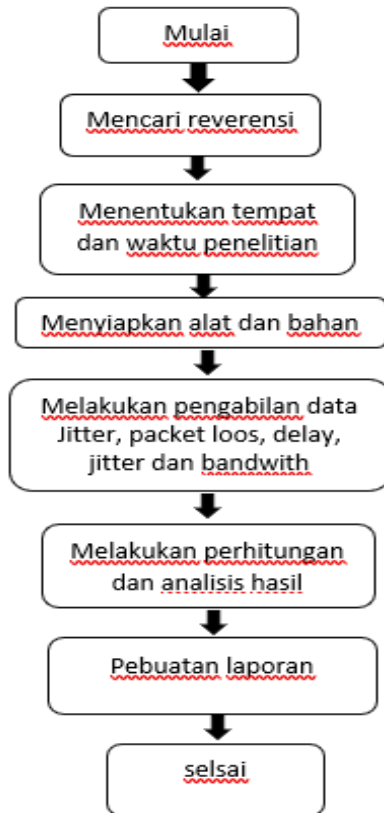 Mulai
Mencari reverensi
Menentukan tempat
dan waktu penelitian
Menyiapkan alat dan bahan
Melakukan pengabilan data
Jitter, packet loos, delay,
jitter dan bandwith
Melakukan perhitungan
dan analisis hasil
Pebuatan laporan
selsai